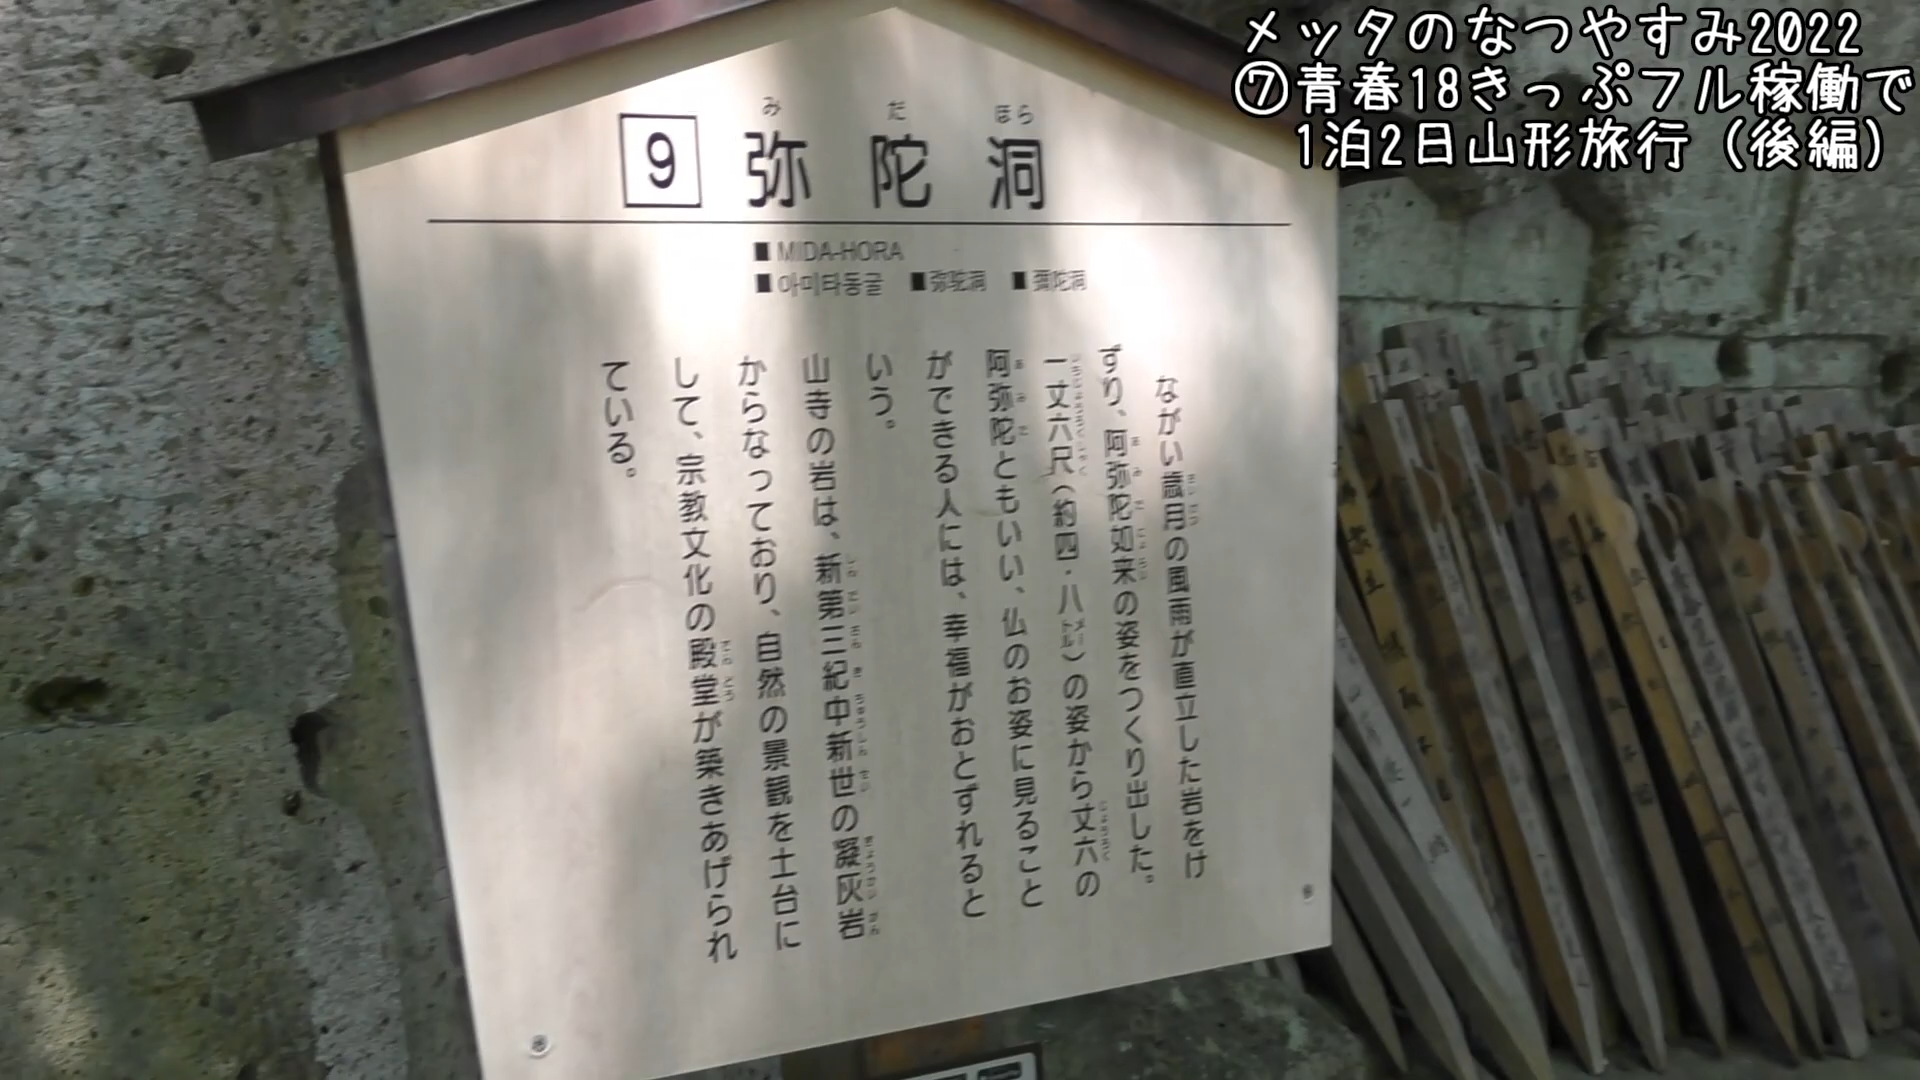 メッタのなつやすみ2022
⑦青春18きっぷフル稼働で
1泊2日山形旅行（後編）
み だ ほら
9 弥陀洞
■ MIDA-HORA
■ 아미타동굴 ■ 弥陀洞 ■ 彌陀洞
ながい歳月の風雨が直立した岩をけ
ずり、阿弥陀如来の姿をつくり出した。
一丈六尺（約四・八メートル）の姿から丈六の
阿弥陀ともいい、仏のお姿に見ること
ができる人には、幸福がおとずれると
いう。
山寺の岩は、新第三紀中新世の凝灰岩
からなっており、自然の景観を土台に
して、宗教文化の殿堂が築きあげられ
ている。